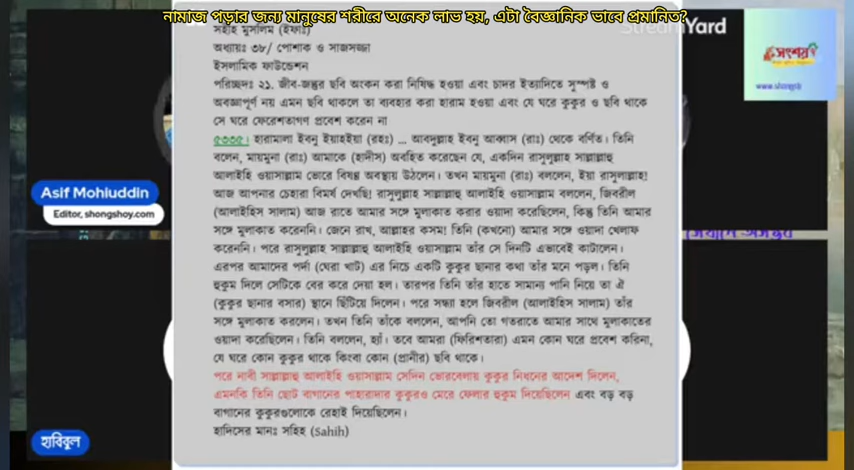 নামাজ পড়ার জন্য মানুষের শরীরে অনেক লাভ হয়, এটা বৈজ্ঞানিক ভাবে প্রমানিত?
StreamYard
সহীহ মুসলিম (ইফাঃ)
অধ্যায়ঃ ৩৮/ পোশাক ও সাজসজ্জা
ইসলামিক ফাউন্ডেশন
পরিচ্ছদঃ ২১. জীব-জন্তুর ছবি অংকন করা নিষিদ্ধ হওয়া এবং চাদর ইত্যাদিতে সুস্পষ্ট ও
অবজ্ঞাপূর্ণ নয় এমন ছবি থাকলে তা ব্যবহার করা হারাম হওয়া এবং যে ঘরে কুকুর ও ছবি থাকে
সে ঘরে ফেরেশতাগণ প্রবেশ করেন না
৫৩৩৫। হারামালা ইবনু ইয়াহইয়া (রহঃ) ... আবদুল্লাহ ইবনু আব্বাস (রাঃ) থেকে বর্ণিত। তিনি
বলেন, মায়মুনা (রাঃ) আমাকে (হাদীস) অবহিত করেছেন যে, একদিন রাসুলুল্লাহ সাল্লাল্লাহু
আলাইহি ওয়াসাল্লাম ভোরে বিষণ্ণ অবস্থায় উঠলেন। তখন মায়মুনা (রাঃ) বললেন, ইয়া রাসুলাল্লাহ!
আজ আপনার চেহারা বিমর্ষ দেখছি! রাসুলুল্লাহ সাল্লাল্লাহু আলাইহি ওয়াসাল্লাম বললেন, জিবরীল
(আলাইহিস সালাম) আজ রাতে আমার সঙ্গে মুলাকাত করার ওয়াদা করেছিলেন, কিন্তু তিনি আমার
সঙ্গে মুলাকাত করেননি। জেনে রাখ, আল্লাহর কসম! তিনি (কখনো) আমার সঙ্গে ওয়াদা খেলাফ
করেননি। পরে রাসুলুল্লাহ সাল্লাল্লাহু আলাইহি ওয়াসাল্লাম তাঁর সে দিনটি এভাবেই কাটালেন।
এরপর আমাদের পর্দা (ঘেরা খাট) এর নিচে একটি কুকুর ছানার কথা তাঁর মনে পড়ল। তিনি
হুকুম দিলে সেটিকে বের করে দেয়া হল। তারপর তিনি তাঁর হাতে সামান্য পানি নিয়ে তা ঐ
(কুকুর ছানার বসার) স্থানে ছিঁটিয়ে দিলেন। পরে সন্ধ্যা হলে জিবরীল (আলাইহিস সালাম) তাঁর
সঙ্গে মুলাকাত করলেন। তখন তিনি তাঁকে বললেন, আপনি তো গতরাতে আমার সাথে মুলাকাতের
ওয়াদা করেছিলেন। তিনি বললেন, হ্যাঁ। তবে আমরা (ফিরিশতারা) এমন কোন ঘরে প্রবেশ করিনা,
যে ঘরে কোন কুকুর থাকে কিংবা কোন (প্রানীর) ছবি থাকে।
পরে নাবী সাল্লাল্লাহু আলাইহি ওয়াসাল্লাম সেদিন ভোরবেলায় কুকুর নিধনের আদেশ দিলেন,
এমনকি তিনি ছোট বাগানের পাহারাদার কুকুরও মেরে ফেলার হুকুম দিয়েছিলেন এবং বড় বড়
বাগানের কুকুরগুলোকে রেহাই দিয়েছিলেন।
হাদিসের মানঃ সহিহ (Sahih)
Asif Mohiuddin
Editor, shongshoy.com
হাবিবুল
সংশয়